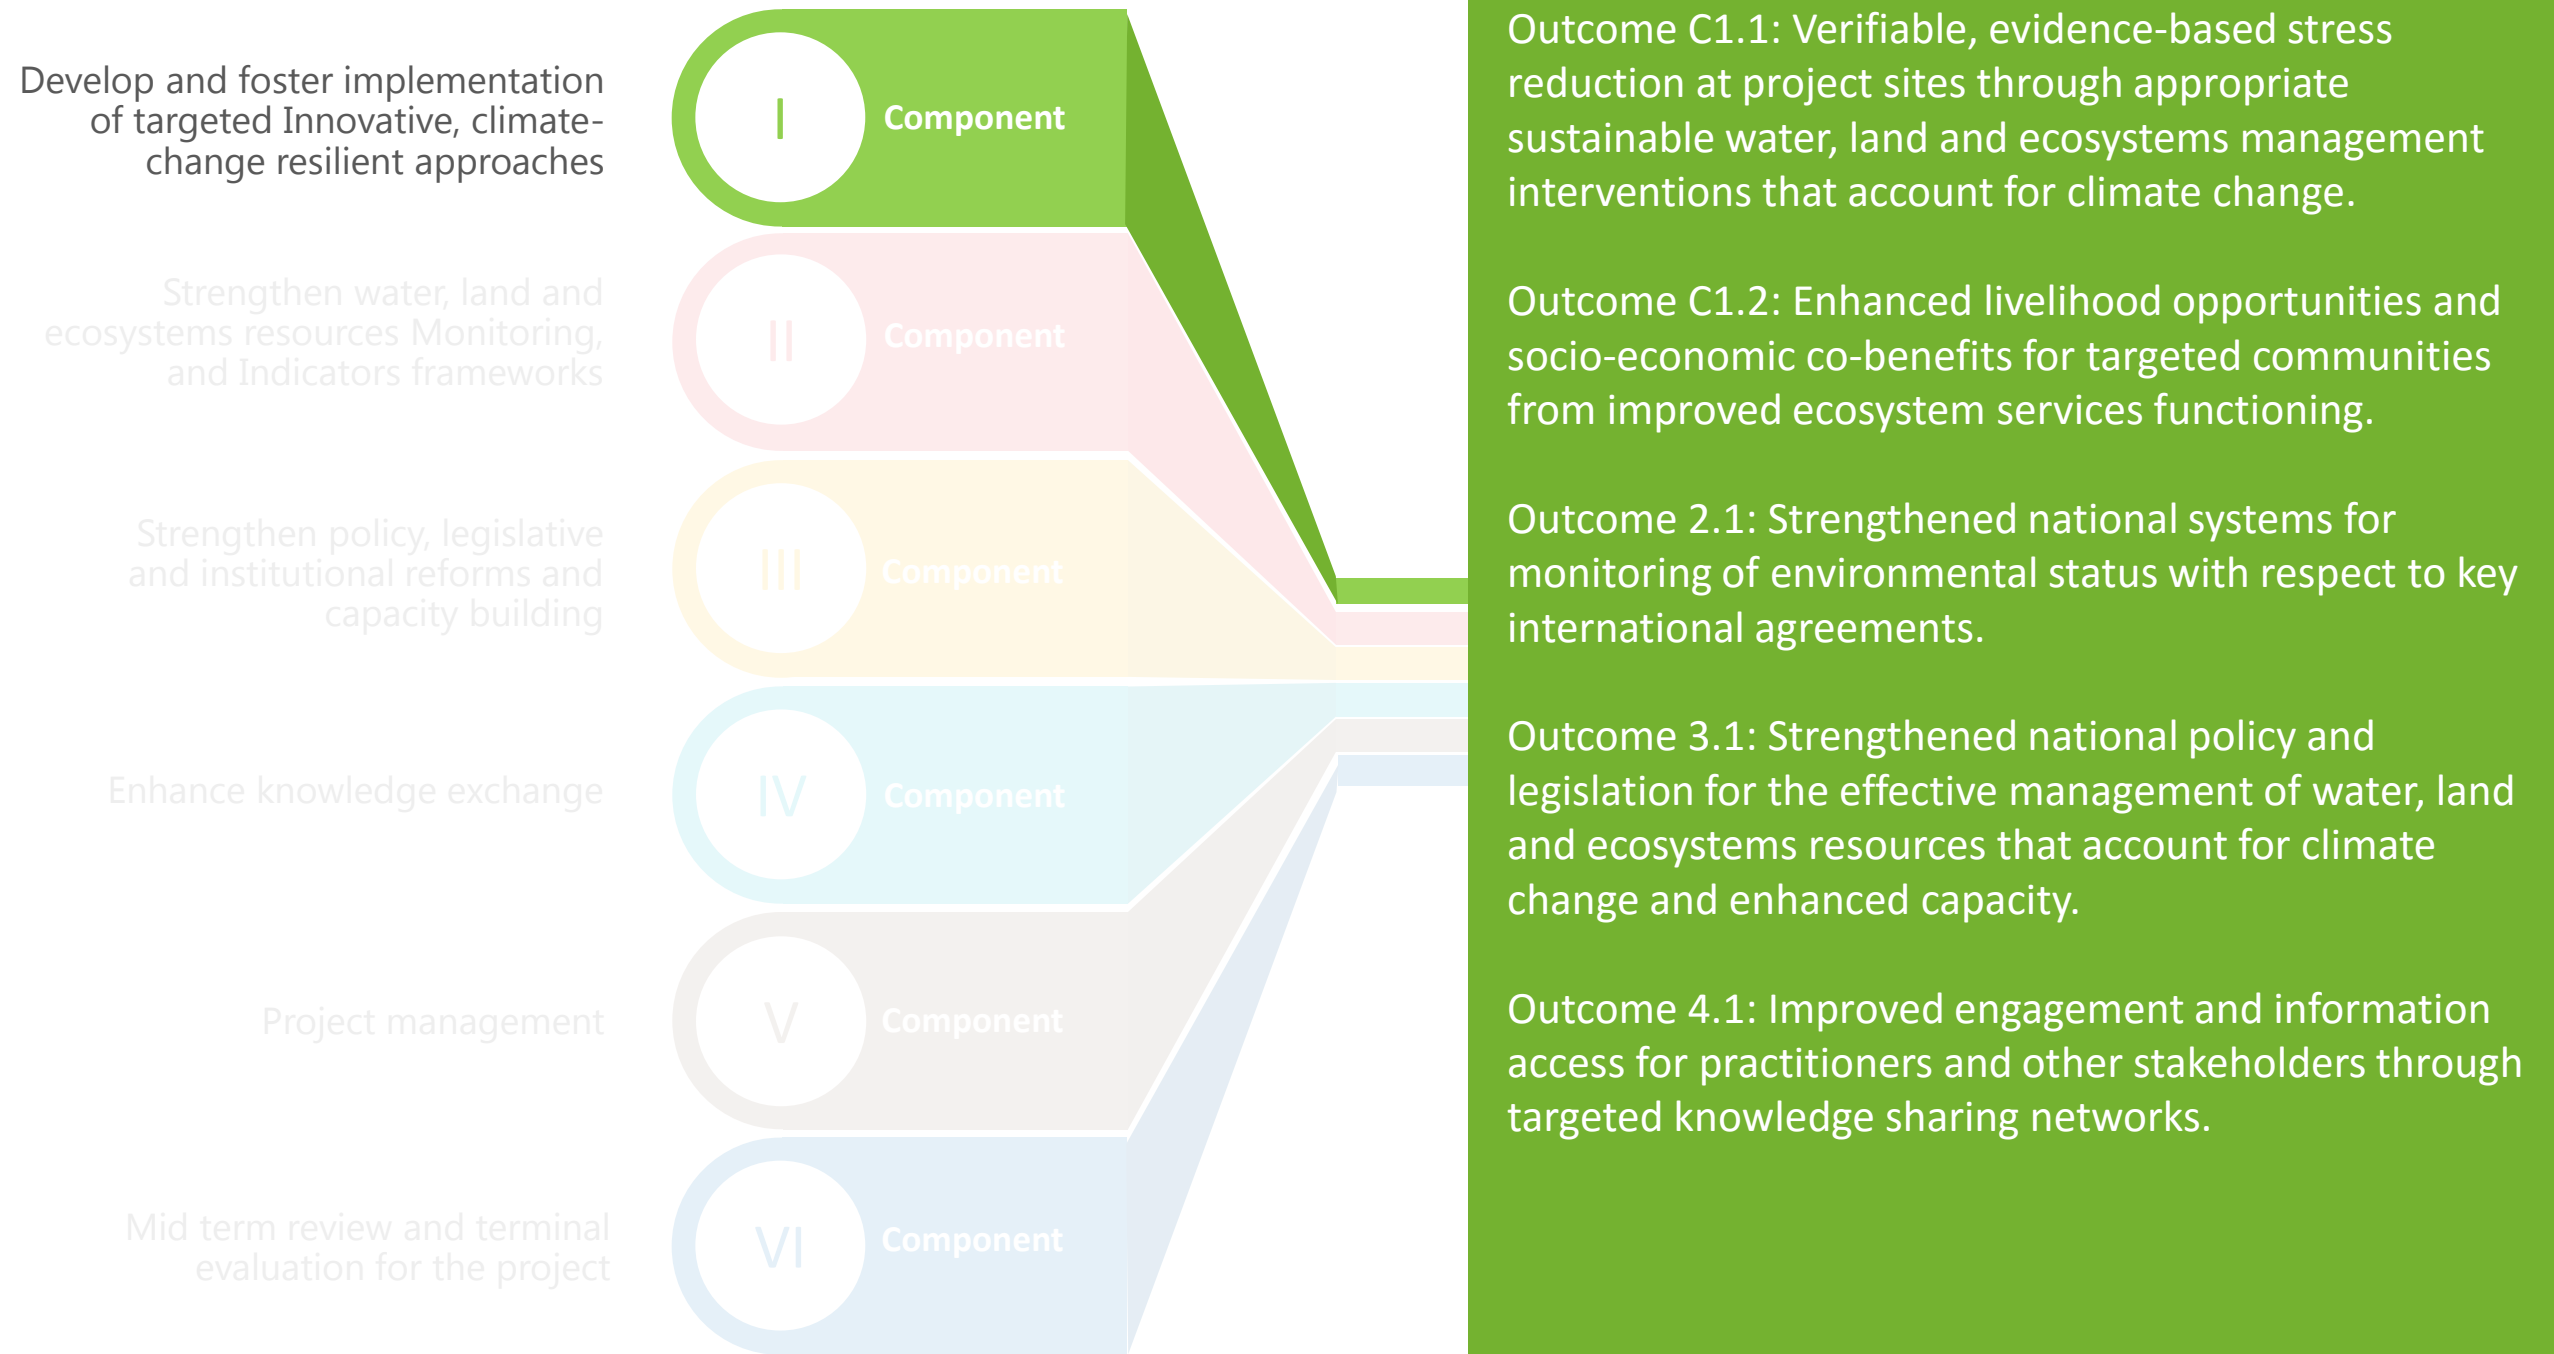 Develop and foster implementation
of targeted Innovative, climate-
change resilient approaches
I
Component
Strengthen water, land and
ecosystems resources Monitoring,
and Indicators frameworks
II
Component
Strengthen policy, legislative
and institutional reforms and
capacity building
III
Component
Enhance knowledge exchange
IV
Component
Project management
V
Component
Mid term review and terminal
evaluation for the project
VI
Component
Outcome C1.1: Verifiable, evidence-based stress
reduction at project sites through appropriate
sustainable water, land and ecosystems management
interventions that account for climate change.
Outcome C1.2: Enhanced livelihood opportunities and
socio-economic co-benefits for targeted communities
from improved ecosystem services functioning.
Outcome 2.1: Strengthened national systems for
monitoring of environmental status with respect to key
international agreements.
Outcome 3.1: Strengthened national policy and
legislation for the effective management of water, land
and ecosystems resources that account for climate
change and enhanced capacity.
Outcome 4.1: Improved engagement and information
access for practitioners and other stakeholders through
targeted knowledge sharing networks.